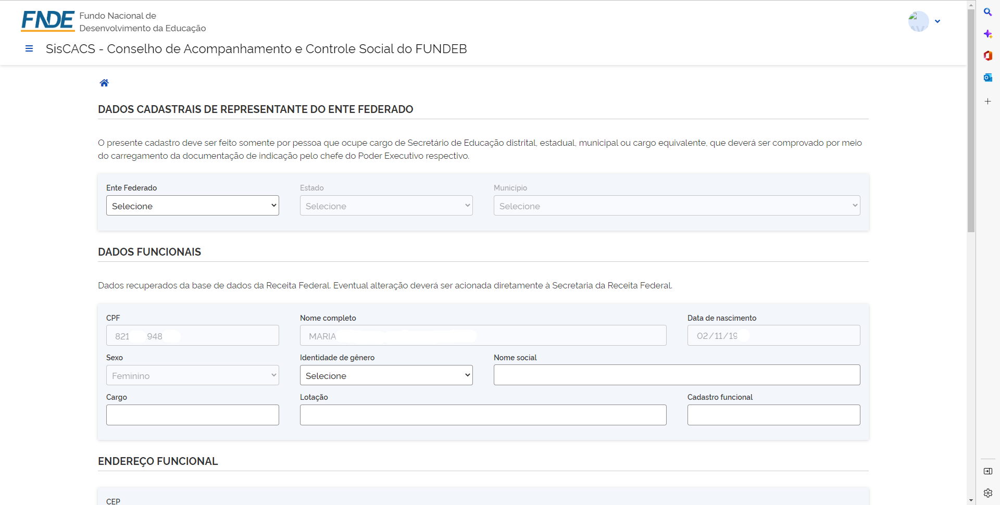 FNDE
Fundo Nacional de
Desenvolvimento da Educação
SisCACS - Conselho de Acompanhamento e Controle Social do FUNDEB
DADOS CADASTRAIS DE REPRESENTANTE DO ENTE FEDERADO
O presente cadastro deve ser feito somente por pessoa que ocupe cargo de Secretário de Educação distrital, estadual, municipal ou cargo equivalente, que deverá ser comprovado por meio
do carregamento da documentação de indicação pelo chefe do Poder Executivo respectivo.
Ente Federado Estado Município
Selecione Selecione Selecione
DADOS FUNCIONAIS
Dados recuperados da base de dados da Receita Federal. Eventual alteração deverá ser acionada diretamente à Secretaria da Receita Federal.
CPF Nome completo Data de nascimento
821 948 MARIA 02/11/19
Sexo Identidade de gênero Nome social
Feminino Selecione
Cargo Lotação Cadastro funcional
ENDEREÇO FUNCIONAL
CEP